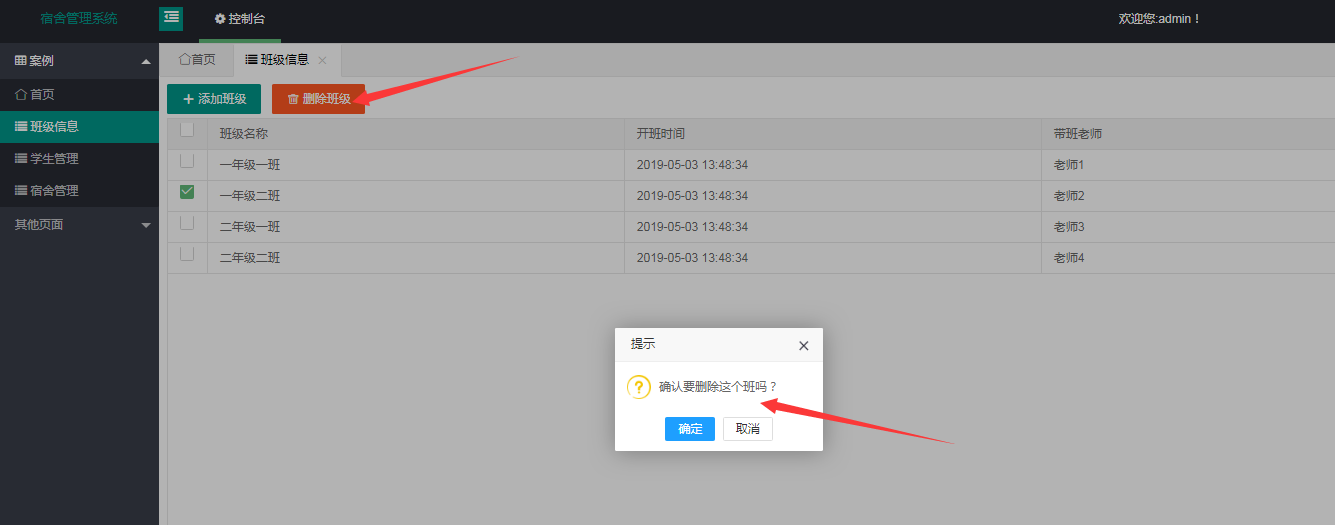 宿舍管理系统
控制台
欢迎您:admin！
案例
首页
班级信息
学生管理
宿舍管理
其他页面
首页
班级信息
添加班级
删除班级
班级名称 开班时间 带班老师
一年级一班 2019-05-03 13:48:34 老师1
一年级二班 2019-05-03 13:48:34 老师2
二年级一班 2019-05-03 13:48:34 老师3
二年级二班 2019-05-03 13:48:34 老师4
提示
确认要删除这个班吗？
确定 取消